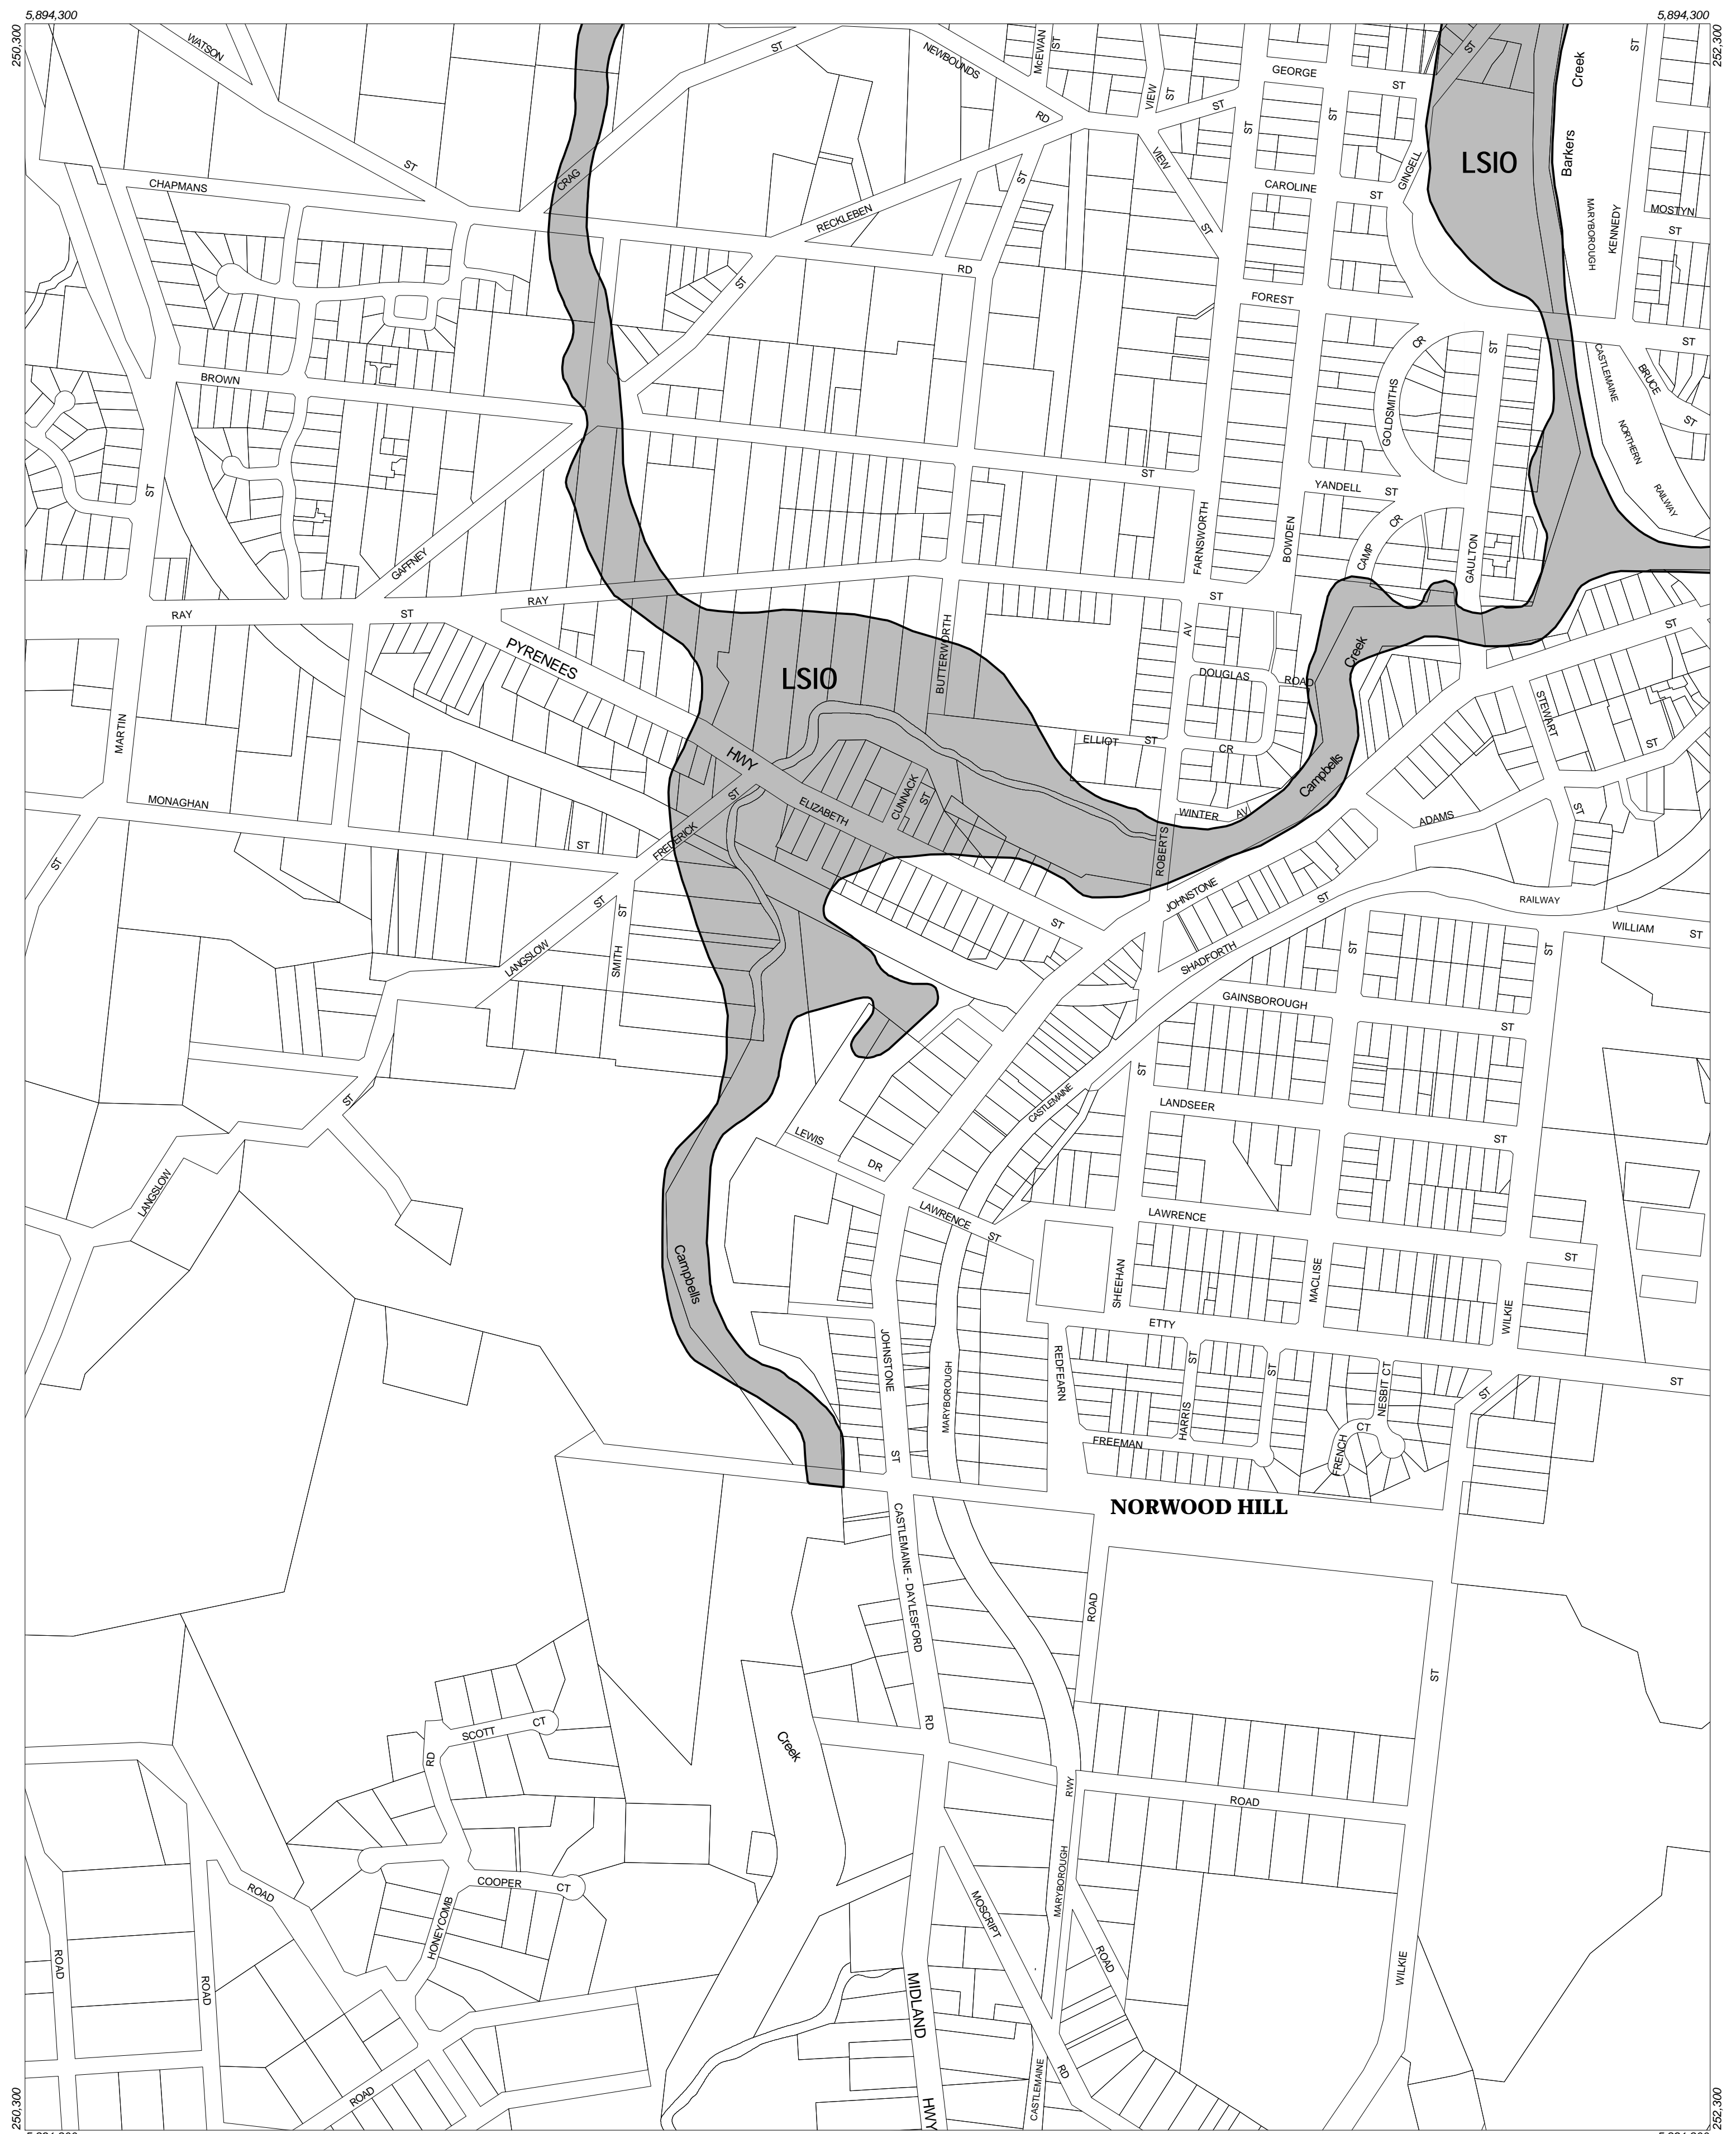 5,894,300
5,894,300
250,300
252,300
WATSON
ST
NEWBOUNDS
McEWAN
ST
GEORGE
ST
ST
Creek
ST
VIEW
ST
ST
ST
ST
RD
ST
CRAG
CHAPMANS
VIEW
ST
ST
RECKLEBEN
RD
GINGELL
LSIO
Barkers
CAROLINE
ST
MOSTYN
ST
MARYBOROUGH
KENNEDY
ST
FOREST
CR
ST
ST
GOLDSMITHS
CASTLEMAINE
BRUCE
ST
NORTHERN
RAILWAY
BROWN
ST
ST
YANDELL
ST
CR
CAMP
GAULTON
FARNSWORTH
BOWDEN
GAFFNEY
RAY
ST
RAY
ST
PYRENEES
HWY
LSIO
BUTTERWORTH
AV
DOUGLAS
ROAD
Creek
Campbells
ST
STEWART
ST
MARTIN
ELLIOT
ST
CR
WINTER
AV
MONAGHAN
ST
ST
FREDERICK
ST
ELIZABETH
CUNNACK
ST
ST
ROBERTS
JOHNSTONE
SHADFORTH
ST
ADAMS
ST
RAILWAY
WILLIAM
ST
LANGSLOW
ST
ST
SMITH
ST
ST
GAINSBOROUGH
ST
ST
LANGSLOW
ST
CASTLEMAINE
LANDSEER
ST
LEWIS
DR
LAWRENCE
ST
LAWRENCE
ST
Campbells
SHEEHAN
MACLISE
WILKIE
ETTY
ST
JOHNSTONE
ST
MARYBOROUGH
REDFEARN
HARRIS
ST
ST
NESBIT CT
ST
FRENCH
CT
FREEMAN
NORWOOD HILL
CASTLEMAINE - DAYLESFORD
RD
ROAD
ST
SCOTT
CT
RD
Creek
RWY
ROAD
ROAD
COOPER
CT
HONEYCOMB
MARYBOROUGH
MOSCRIPT
RD
ROAD
WILKIE
ROAD
ROAD
ROAD
MIDLAND
HWY
CASTLEMAINE
250,300
252,300